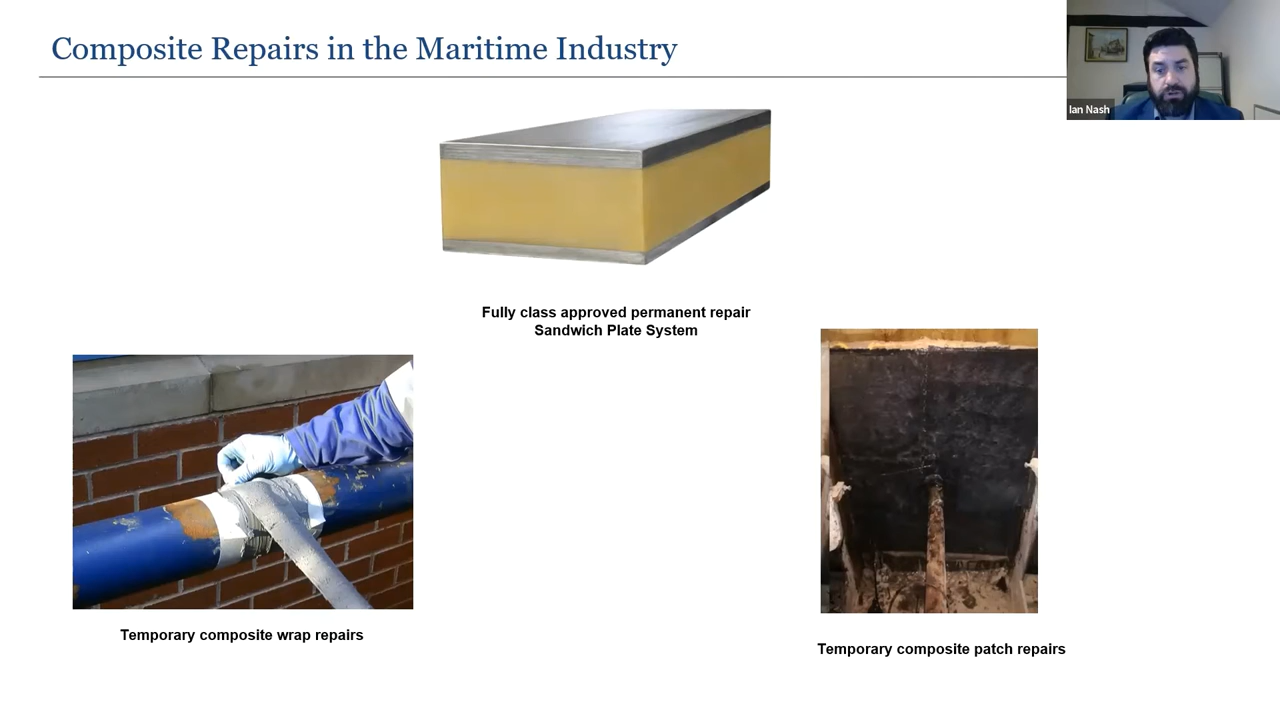 Composite Repairs in the Maritime Industry
Ian Nash
Fully class approved permanent repair
Sandwich Plate System
Temporary composite wrap repairs
Temporary composite patch repairs